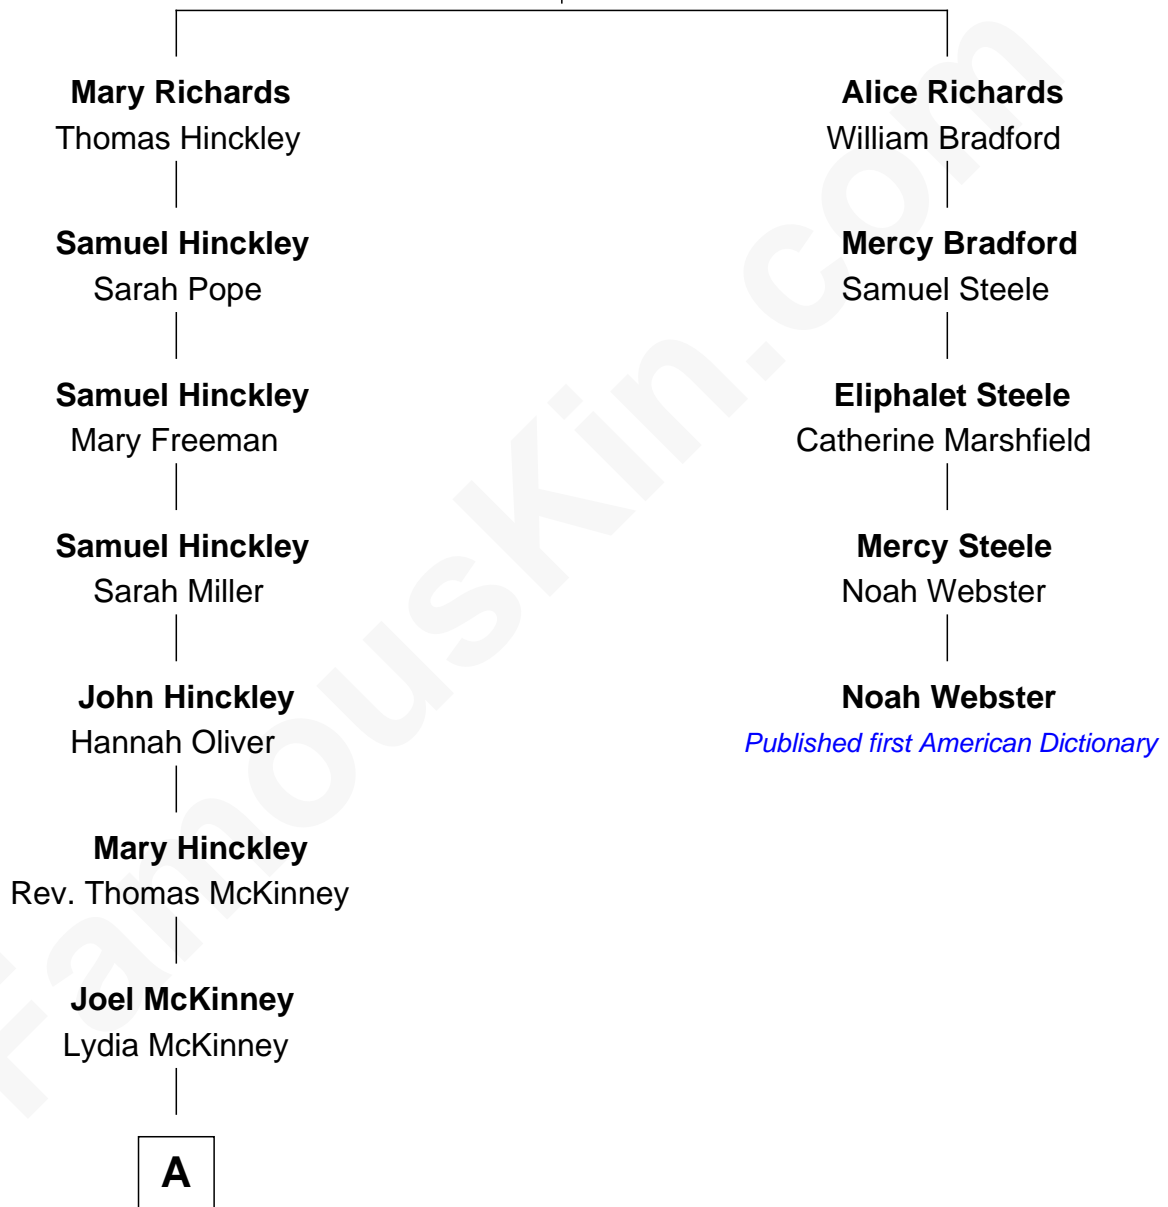 Mary Richards
Thomas Hinckley
Samuel Hinckley
Sarah Pope
Samuel Hinckley
Mary Freeman
Samuel Hinckley
Sarah Miller
John Hinckley
Hannah Oliver
Mary Hinckley
Rev. Thomas McKinney
Joel McKinney
Lydia McKinney
A
Alice Richards
William Bradford
Mercy Bradford
Samuel Steele
Eliphalet Steele
Catherine Marshfield
Mercy Steele
Noah Webster
Noah Webster
Published first American Dictionary
FamousKin.com